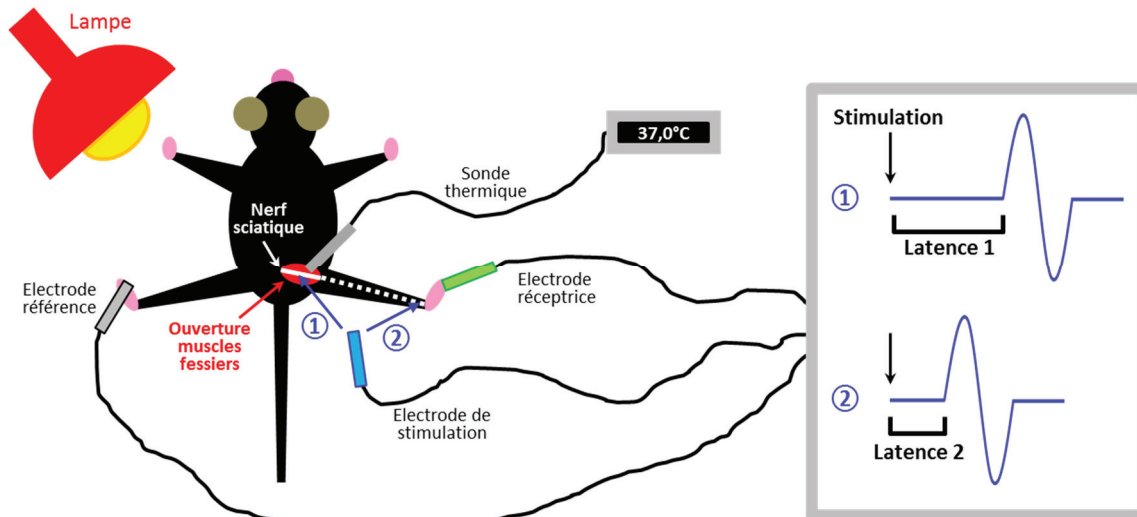 Lampe
37,0°C
Sonde
thermique
Nerf
sciatique
Electrode
référence
Electrode
réceptrice
Ouverture
muscles
fessiers
①
②
Electrode de
stimulation
Stimulation
①
Latence 1
②
Latence 2